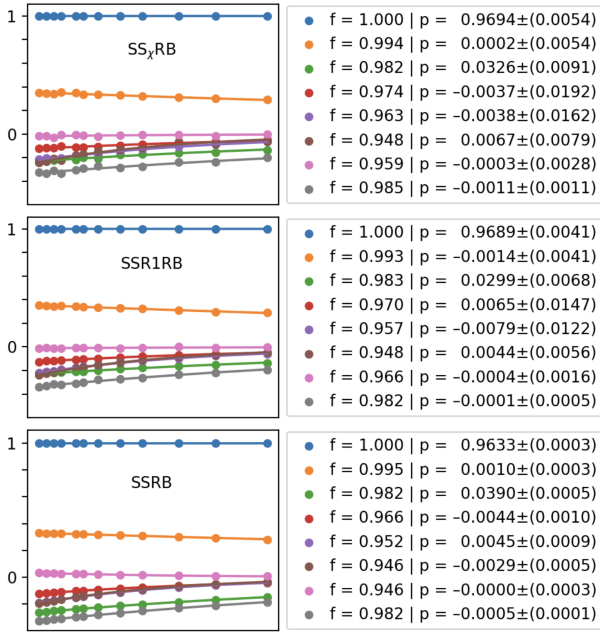 1
0
SSχRB
f = 1.000 | p = 0.9694±(0.0054)
f = 0.994 | p = 0.0002±(0.0054)
f = 0.982 | p = 0.0326±(0.0091)
f = 0.974 | p = –0.0037±(0.0192)
f = 0.963 | p = –0.0038±(0.0162)
f = 0.948 | p = 0.0067±(0.0079)
f = 0.959 | p = –0.0003±(0.0028)
f = 0.985 | p = –0.0011±(0.0011)
1
0
SSR1RB
f = 1.000 | p = 0.9689±(0.0041)
f = 0.993 | p = –0.0014±(0.0041)
f = 0.983 | p = 0.0299±(0.0068)
f = 0.970 | p = 0.0065±(0.0147)
f = 0.957 | p = –0.0079±(0.0122)
f = 0.948 | p = 0.0044±(0.0056)
f = 0.966 | p = –0.0004±(0.0016)
f = 0.982 | p = –0.0001±(0.0005)
1
0
SSRB
f = 1.000 | p = 0.9633±(0.0003)
f = 0.995 | p = 0.0010±(0.0003)
f = 0.982 | p = 0.0390±(0.0005)
f = 0.966 | p = –0.0044±(0.0010)
f = 0.952 | p = 0.0045±(0.0009)
f = 0.946 | p = –0.0029±(0.0005)
f = 0.946 | p = –0.0000±(0.0003)
f = 0.982 | p = –0.0005±(0.0001)